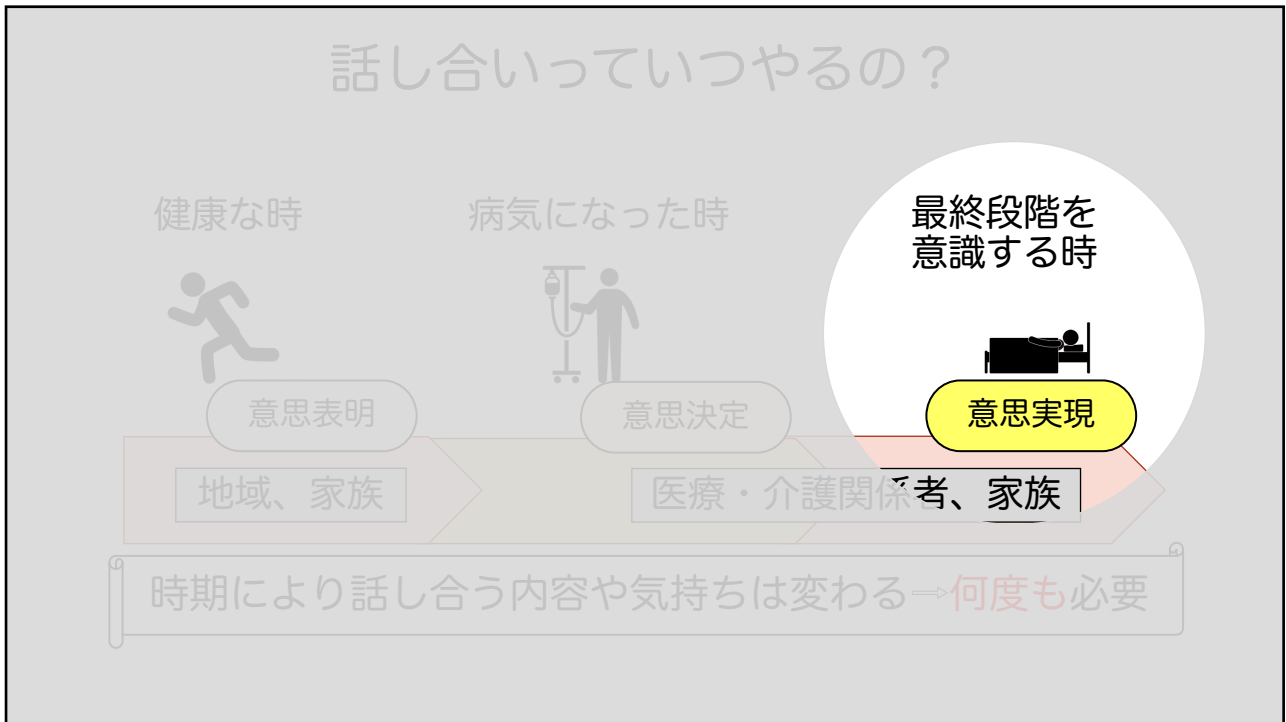 話し合いっていつやるの？
健康な時
病気になった時
最終段階を
意識する時
意思表明
意思決定
意思実現
地域、家族
医療・介護関係者、家族
時期により話し合う内容や気持ちは変わる⇒何度も必要